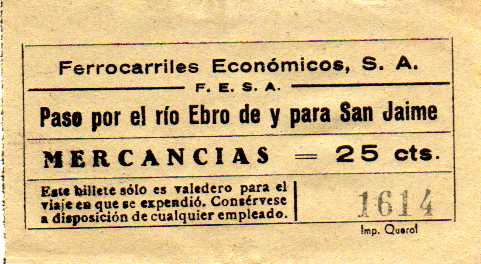 Ferrocarriles Económicos, S. A.
F. E. S. A.
Paso por el río Ebro de y para San Jaime
MERCANCIAS = 25 cts.
Este billete sólo es valedero para el
viaje en que se expendió. Consérvese
a disposición de cualquier empleado.
1614
Imp. Querol